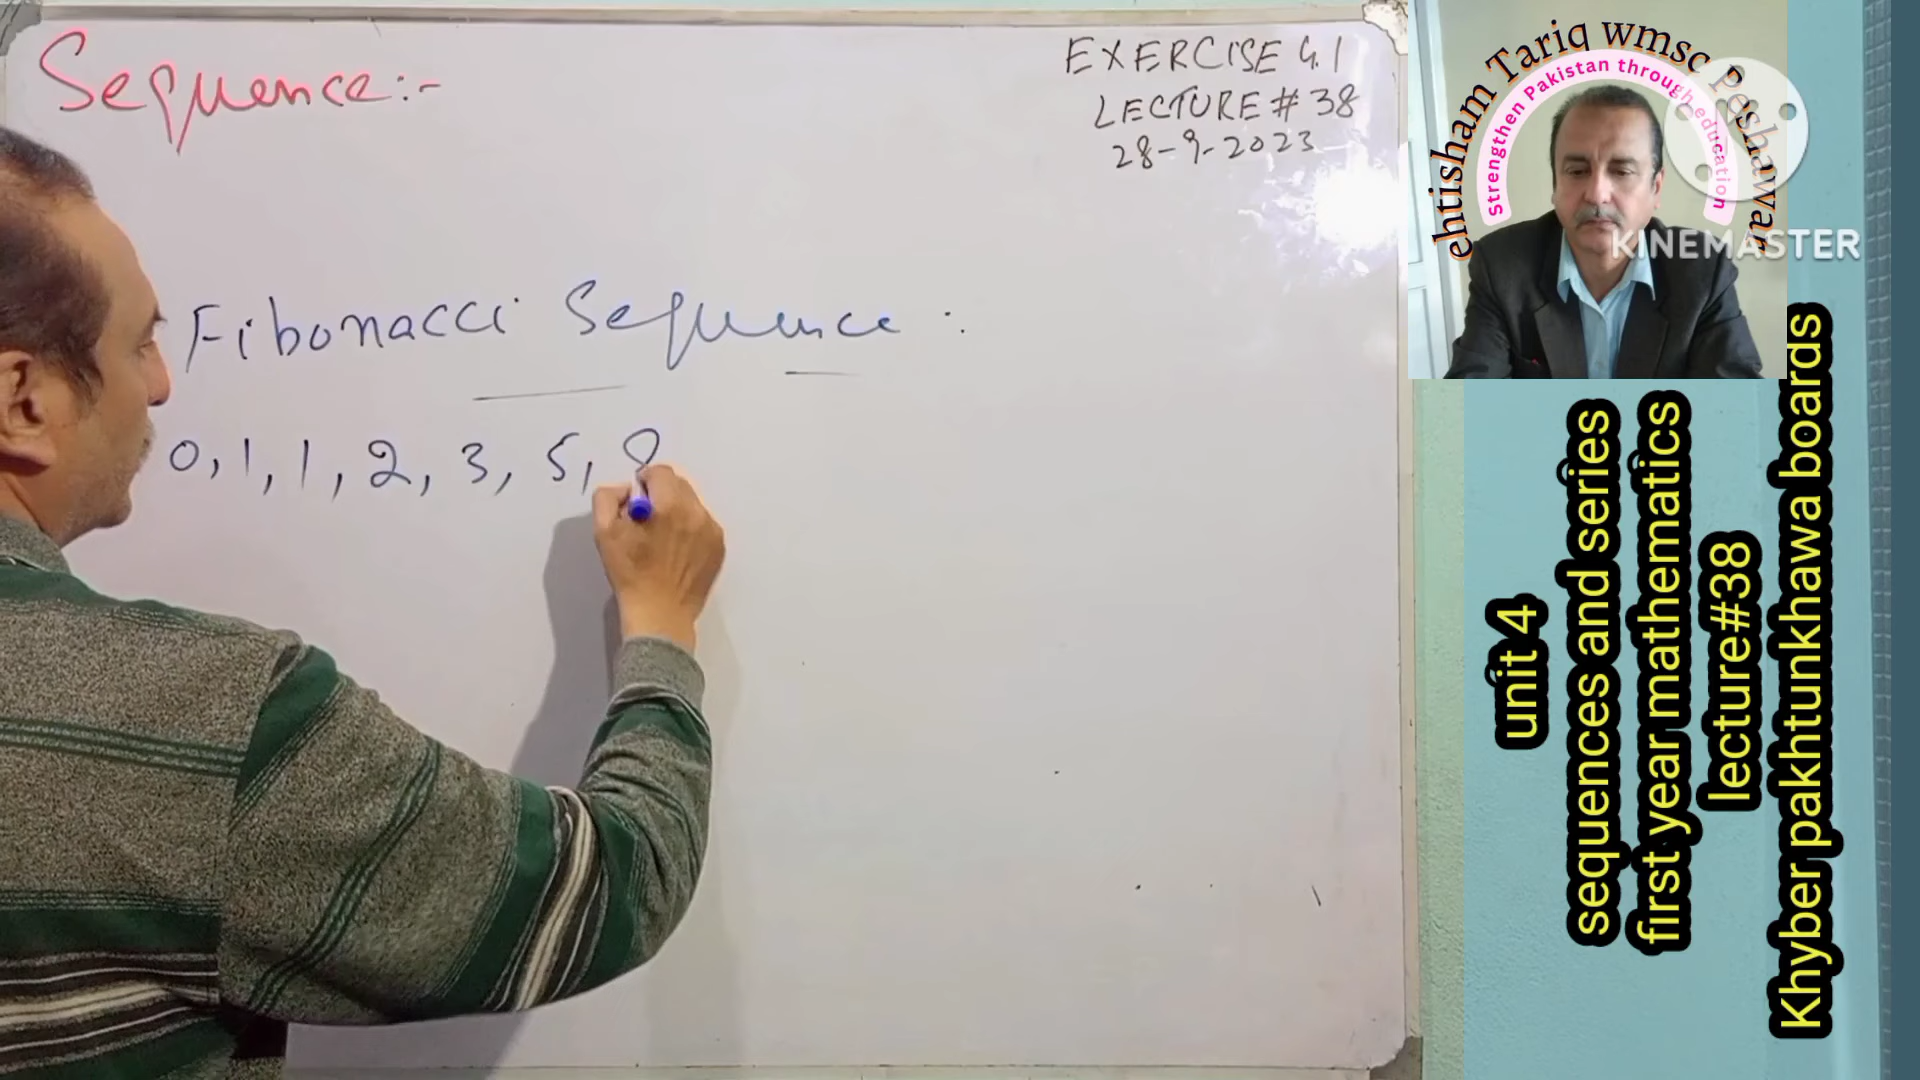 Sequence:-
EXERCISE 4.1
LECTURE # 38
28-9-2023
Fibonacci Sequence :
0, 1, 1, 2, 3, 5, 8
ehtisham Tariq wmsc Peshawar
Strengthen Pakistan through education
KINEMASTER
unit 4
sequences and series
first year mathematics
lecture#38
Khyber pakhtunkhawa boards